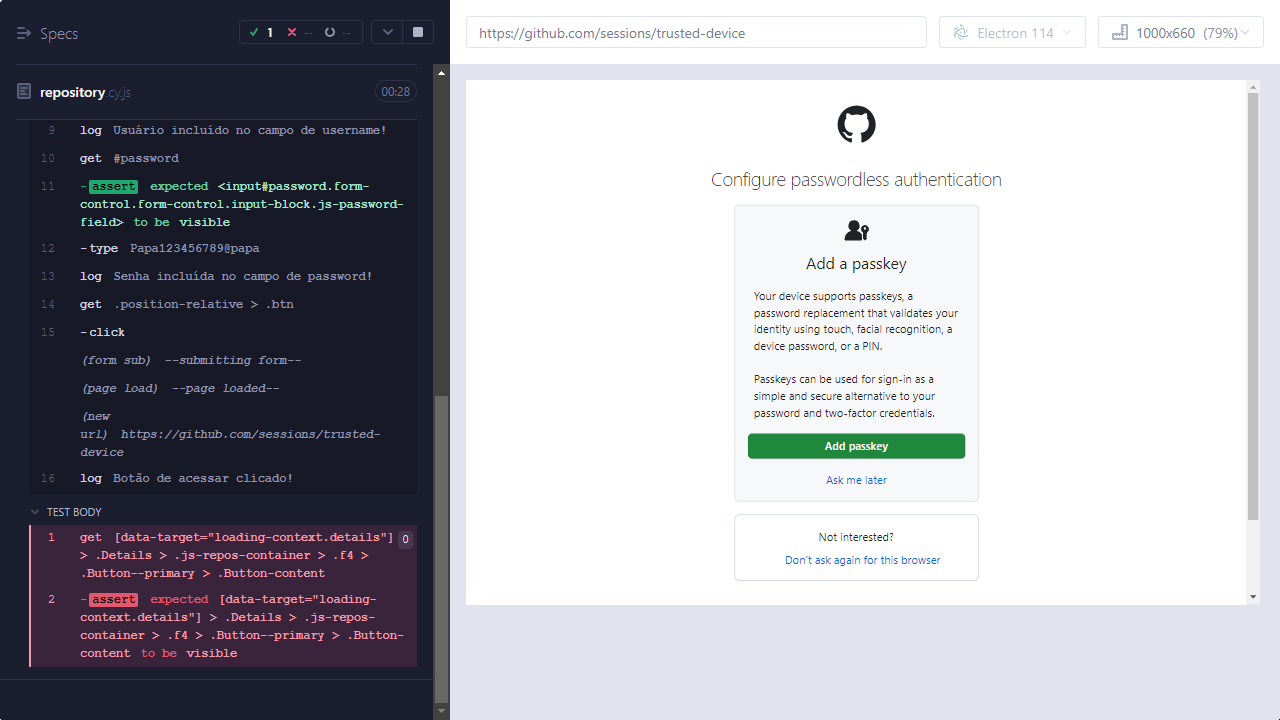 Specs
1
--
--
repository.cy.js
00:28
9 log Usuário incluído no campo de username!
10 get #password
11 -assert expected <input#password.form-
control.form-control.input-block.js-password-
field> to be visible
12 -type Papa123456789@papa
13 log Senha incluída no campo de password!
14 get .position-relative > .btn
15 -click
(form sub) --submitting form--
(page load) --page loaded--
(new
url) https://github.com/sessions/trusted-
device
16 log Botão de acessar clicado!
TEST BODY
1 get [data-target="loading-context.details"] 0
> .Details > .js-repos-container > .f4 >
.Button--primary > .Button-content
2 -assert expected [data-target="loading-
context.details"] > .Details > .js-repos-
container > .f4 > .Button--primary > .Button-
content to be visible
https://github.com/sessions/trusted-device
Electron 114
1000x660 (79%)
Configure passwordless authentication
Add a passkey
Your device supports passkeys, a
password replacement that validates your
identity using touch, facial recognition, a
device password, or a PIN.
Passkeys can be used for sign-in as a
simple and secure alternative to your
password and two-factor credentials.
Add passkey
Ask me later
Not interested?
Don't ask again for this browser